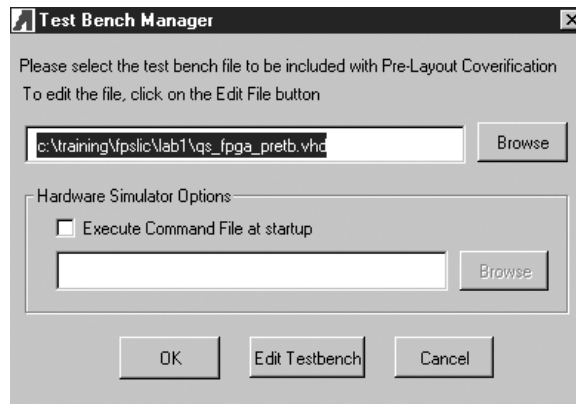 Test Bench Manager
Please select the test bench file to be included with Pre-Layout Coverification
To edit the file, click on the Edit File button
c:\training\fpslic\lab1\qs_fpga_pretb.vhd
Browse
Hardware Simulator Options
Execute Command File at startup
Browse
OK
Edit Testbench
Cancel